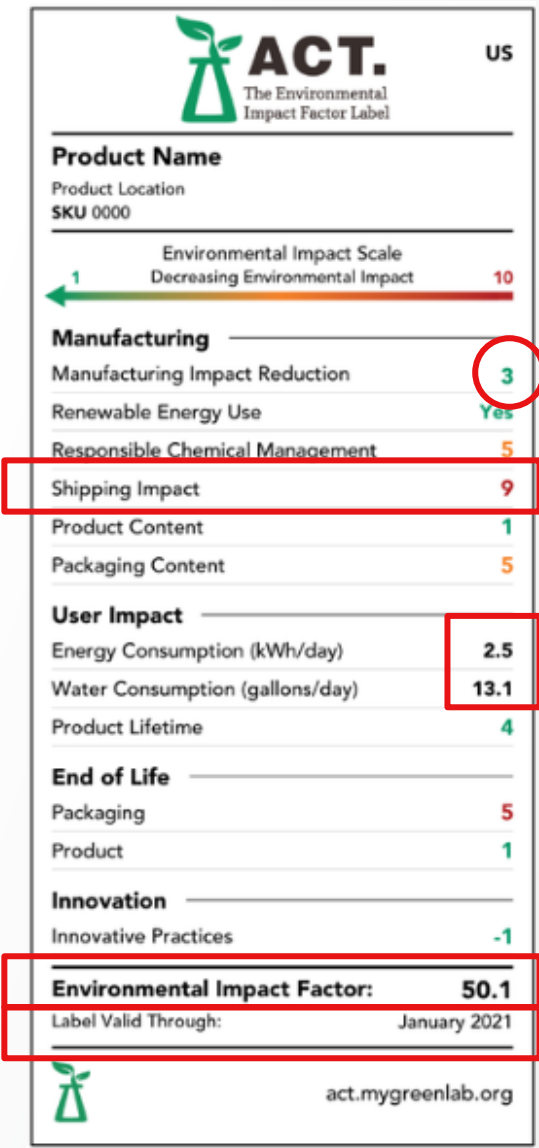 ACT.
US
The Environmental
Impact Factor Label
Product Name
Product Location
SKU 0000
Environmental Impact Scale
1 Decreasing Environmental Impact 10
Manufacturing
Manufacturing Impact Reduction 3
Renewable Energy Use Yes
Responsible Chemical Management 5
Shipping Impact 9
Product Content 1
Packaging Content 5
User Impact
Energy Consumption (kWh/day) 2.5
Water Consumption (gallons/day) 13.1
Product Lifetime 4
End of Life
Packaging 5
Product 1
Innovation
Innovative Practices -1
Environmental Impact Factor: 50.1
Label Valid Through: January 2021
act.mygreenlab.org